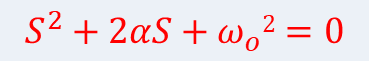 S² + 2αS + ωₒ² = 0